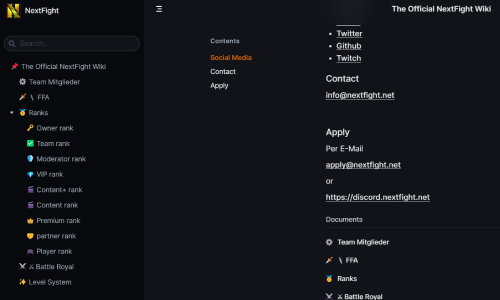 NextFight
Search...
The Official NextFight Wiki
Team Mitglieder
\ FFA
Ranks
Owner rank
Team rank
Moderator rank
VIP rank
Content+ rank
Content rank
Premium rank
partner rank
Player rank
⚔ Battle Royal
Level System
The Official NextFight Wiki
Contents
Social Media
Contact
Apply
Twitter
Github
Twitch
Contact
info@nextfight.net
Apply
Per E-Mail
apply@nextfight.net
or
https://discord.nextfight.net
Documents
Team Mitglieder
\ FFA
Ranks
⚔ Battle Royal